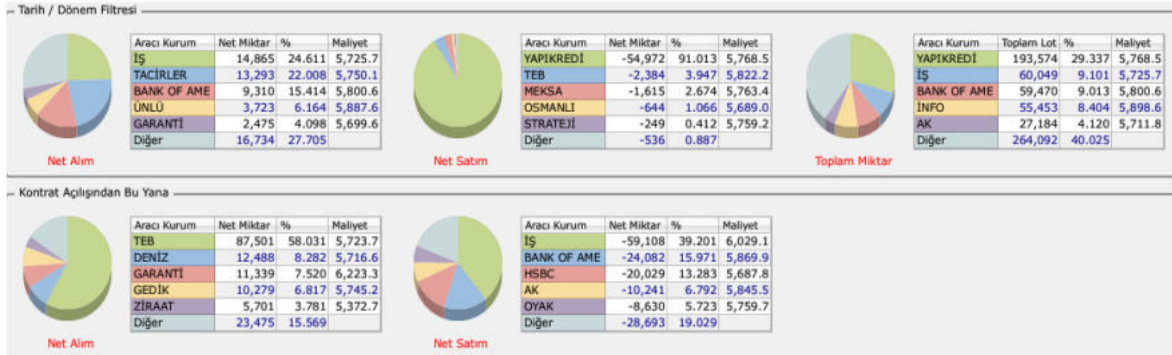 Tarih / Dönem Filtresi
Aracı Kurum Net Miktar % Maliyet
İŞ 14,865 24.611 5,725.7
TACİRLER 13,293 22.008 5,750.1
BANK OF AME 9,310 15.414 5,800.6
ÜNLÜ 3,723 6.164 5,887.6
GARANTİ 2,475 4.098 5,699.6
Diğer 16,734 27.705
Net Alım
Aracı Kurum Net Miktar % Maliyet
YAPIKREDİ -54,972 91.013 5,768.5
TEB -2,384 3.947 5,822.2
MEKSA -1,615 2.674 5,763.4
OSMANLI -644 1.066 5,689.0
STRATEJİ -249 0.412 5,759.2
Diğer -536 0.887
Net Satım
Aracı Kurum Toplam Lot % Maliyet
YAPIKREDİ 193,574 29.337 5,768.5
İŞ 60,049 9.101 5,725.7
BANK OF AME 59,470 9.013 5,800.6
İNFO 55,453 8.404 5,898.6
AK 27,184 4.120 5,711.8
Diğer 264,092 40.025
Toplam Miktar
Kontrat Açılışından Bu Yana
Aracı Kurum Net Miktar % Maliyet
TEB 87,501 58.031 5,723.7
DENİZ 12,488 8.282 5,716.6
GARANTİ 11,339 7.520 6,223.3
GEDİK 10,279 6.817 5,745.2
ZİRAAT 5,701 3.781 5,372.7
Diğer 23,475 15.569
Net Alım
Aracı Kurum Net Miktar % Maliyet
İŞ -59,108 39.201 6,029.1
BANK OF AME -24,082 15.971 5,869.9
HSBC -20,029 13.283 5,687.8
AK -10,241 6.792 5,845.5
OYAK -8,630 5.723 5,759.7
Diğer -28,693 19.029
Net Satım